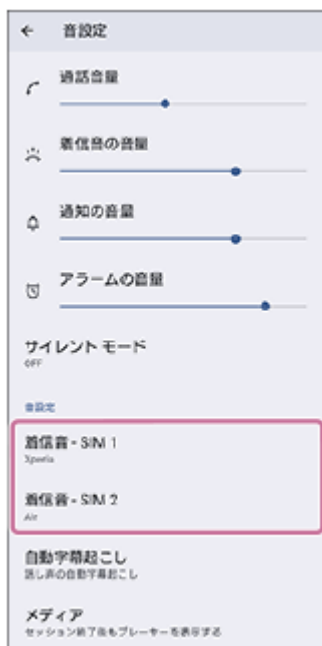 音設定
通話音量
着信音の音量
通知の音量
アラームの音量
サイレント モード
OFF
音設定
着信音 - SIM 1
Xperia
着信音 - SIM 2
Air
自動字幕起こし
話し声の自動字幕起こし
メディア
セッション終了後もプレーヤーを表示する